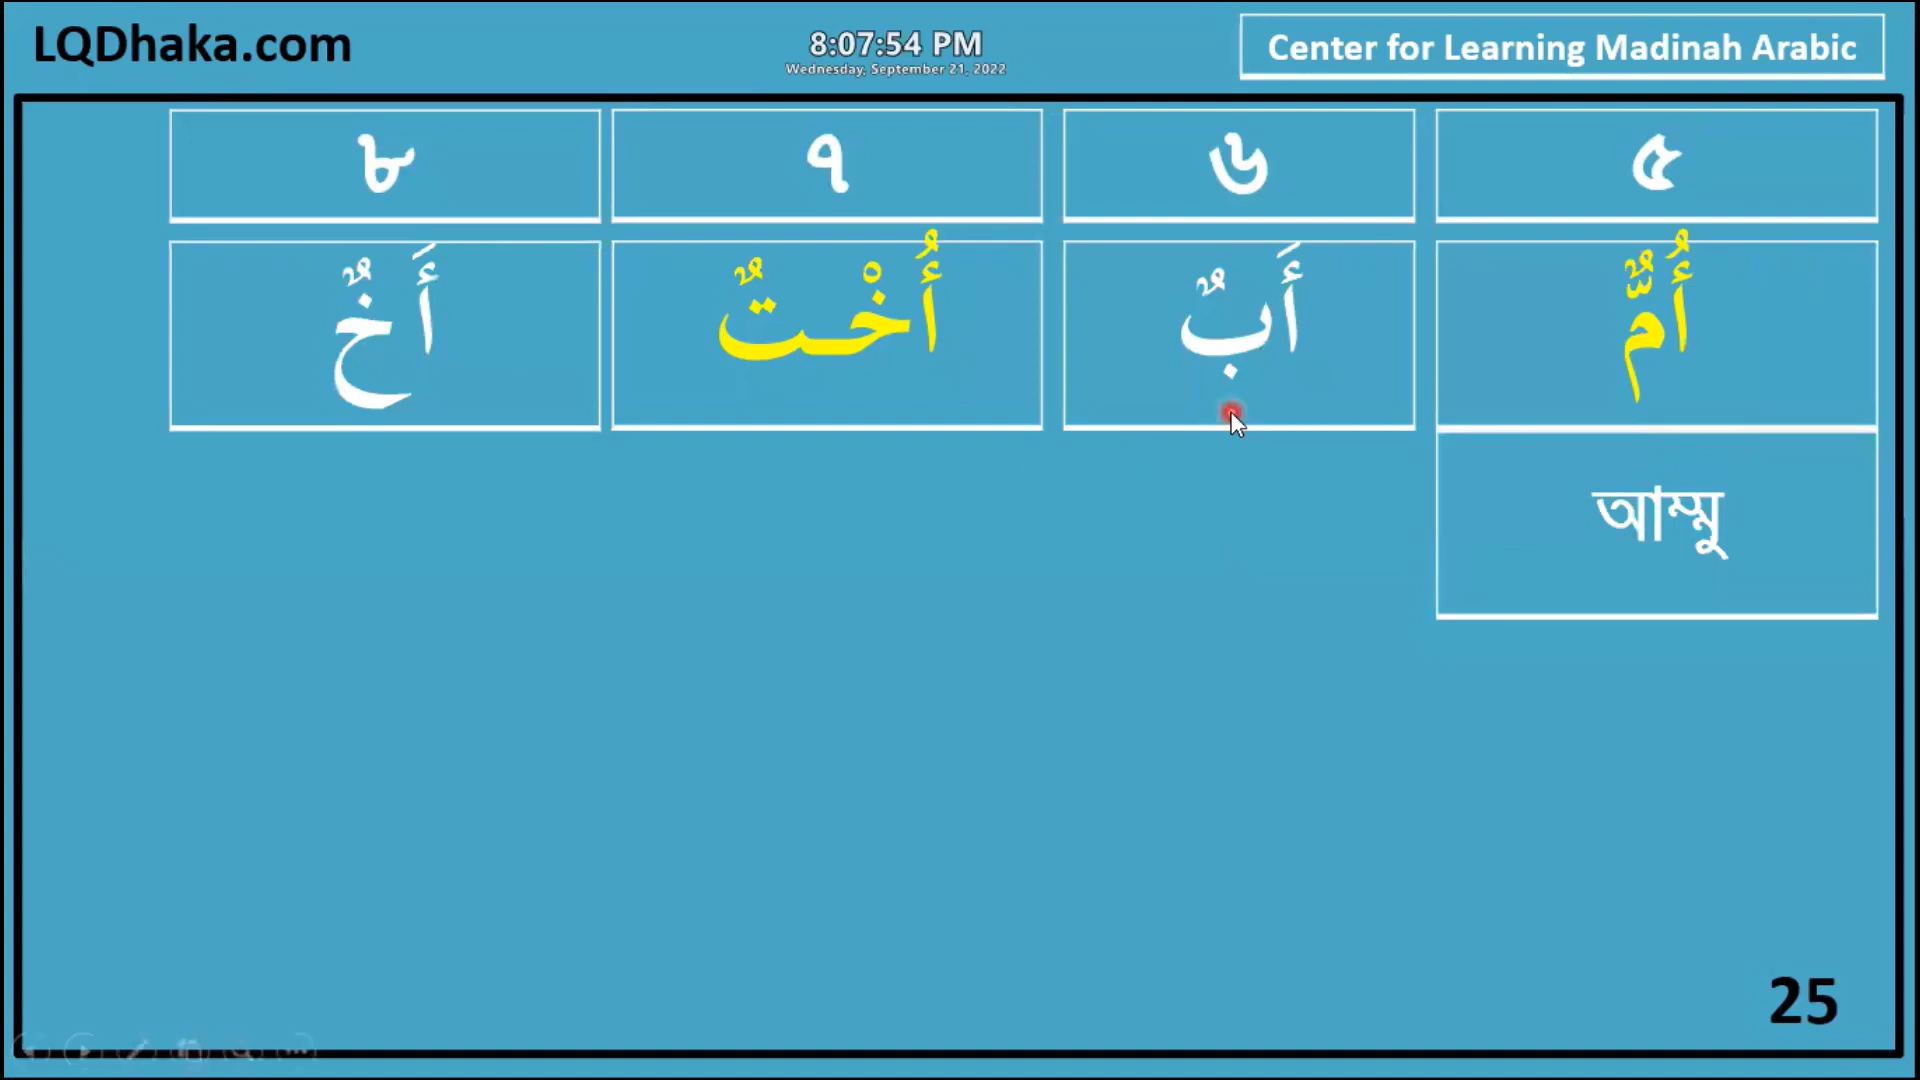 LQDhaka.com
8:07:54 PM
Wednesday, September 21, 2022
Center for Learning Madinah Arabic
৫ ৬ ৭ ৮
أُمٌّ أَبٌ أُخْتٌ أَخٌ
আম্মু
25